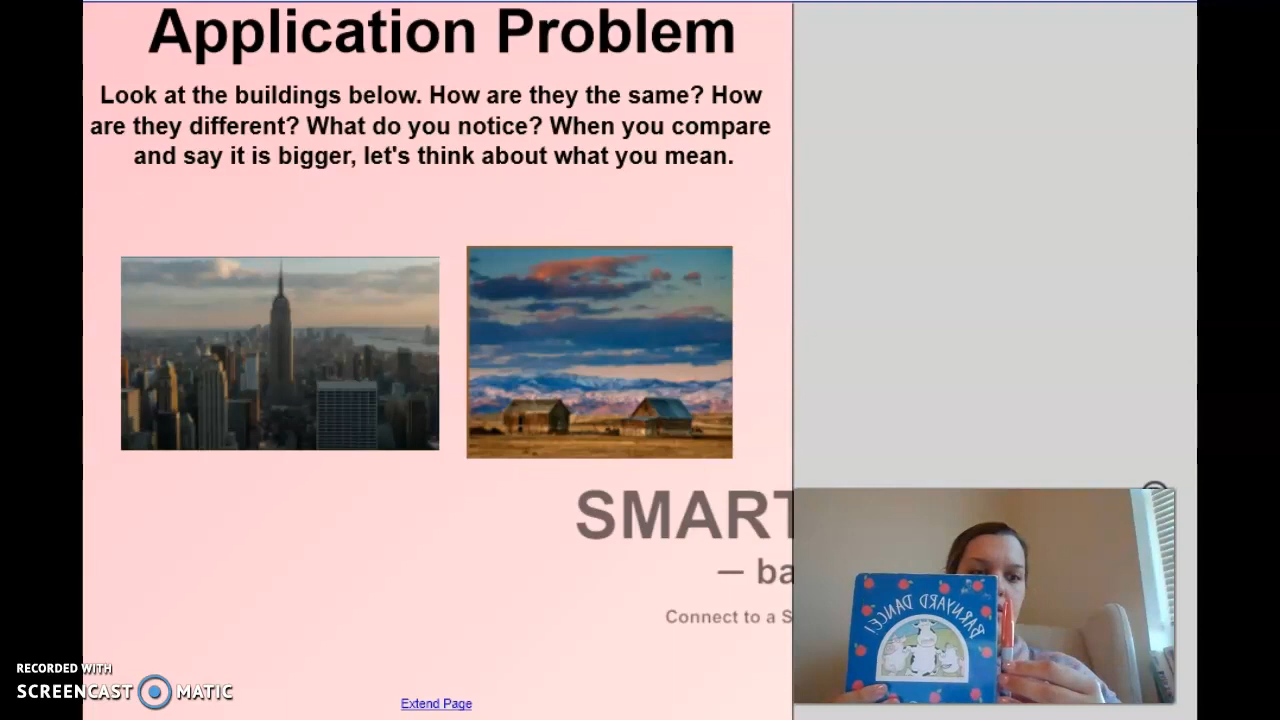 Application Problem
Look at the buildings below. How are they the same? How
are they different? What do you notice? When you compare
and say it is bigger, let's think about what you mean.
SMART
— ba
Connect to a S
BARNYARD DANCE!
RECORDED WITH
SCREENCAST MATIC
Extend Page